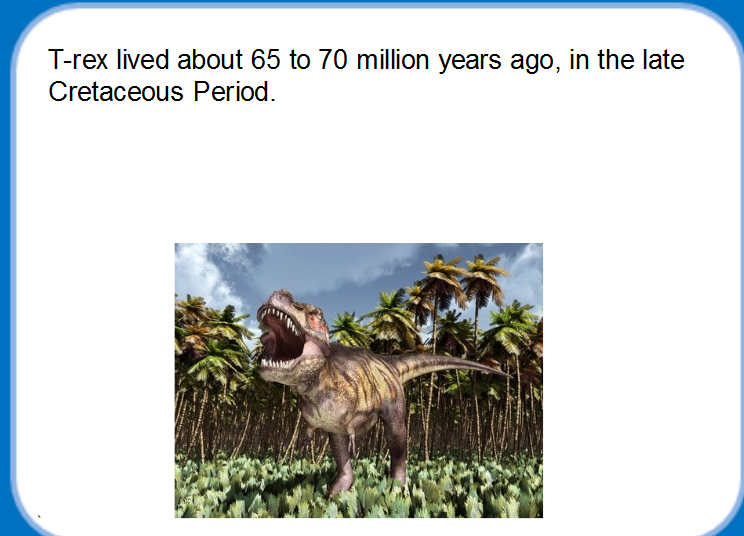 T-rex lived about 65 to 70 million years ago, in the late
Cretaceous Period.